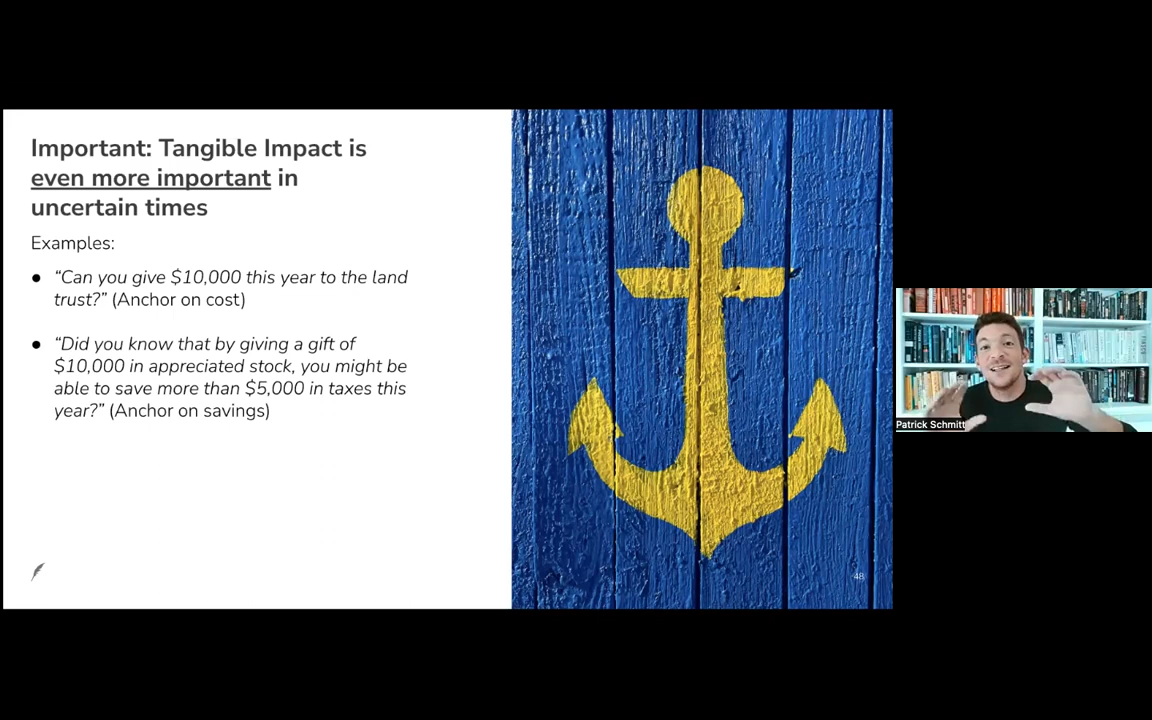 Important: Tangible Impact is
even more important in
uncertain times
Examples:
● “Can you give $10,000 this year to the land
trust?” (Anchor on cost)
● “Did you know that by giving a gift of
$10,000 in appreciated stock, you might be
able to save more than $5,000 in taxes this
year?” (Anchor on savings)
48
Patrick Schmitt